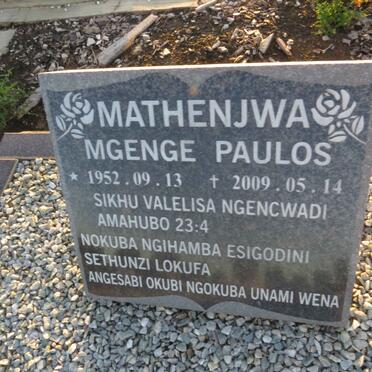 MATHENJWA
MGENGE PAULOS
★ 1952.09.13 † 2009.05.14
SIKHU VALELISA NGENCWADI
AMAHUBO 23:4
NOKUBA NGIHAMBA ESIGODINI
SETHUNZI LOKUFA
ANGESABI OKUBI NGOKUBA UNAMI WENA